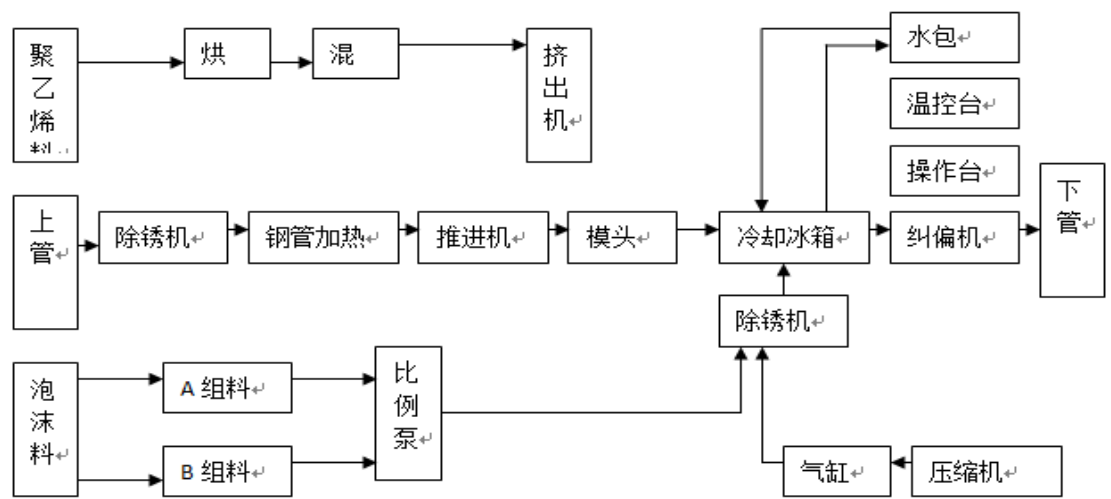 聚乙烯料
烘
混
挤出机
水包
温控台
操作台
上管
除锈机
钢管加热
推进机
模头
冷却冰箱
纠偏机
下管
除锈机
泡沫料
A 组料
B 组料
比例泵
气缸
压缩机